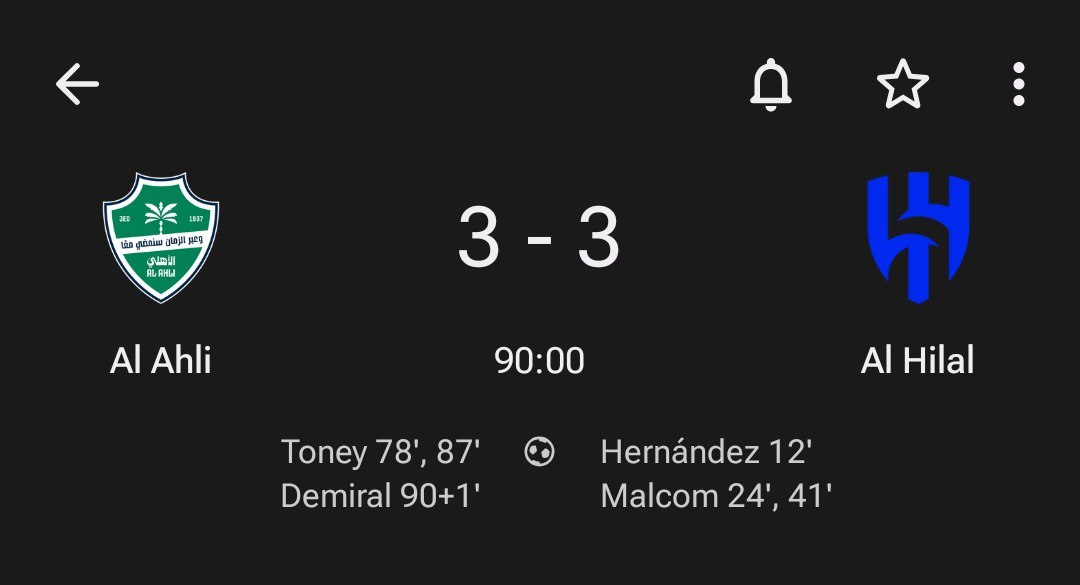 3 - 3
JED 1937
وعبر الزمان سنمضي معًا
الأهلي
AL AHLI
Al Ahli
90:00
Al Hilal
Toney 78', 87'
Hernández 12'
Demiral 90+1'
Malcom 24', 41'